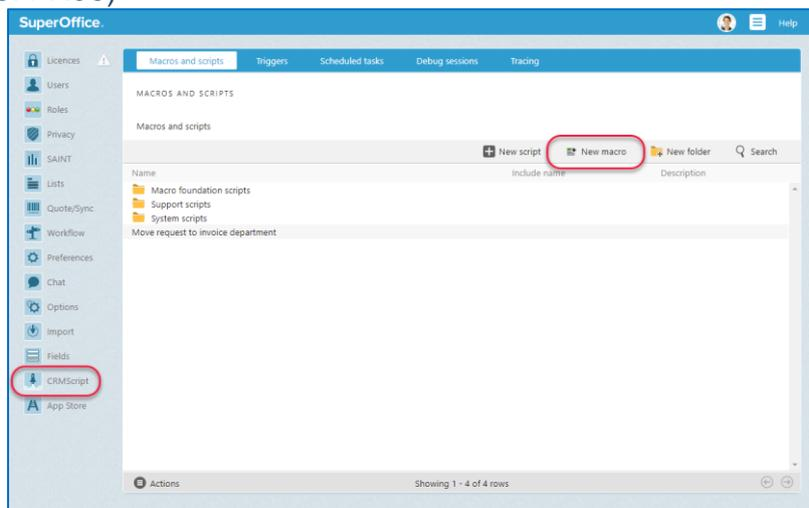 SuperOffice.
Help
Licences
Users
Roles
Privacy
SAINT
Lists
Quote/Sync
Workflow
Preferences
Chat
Options
Import
Fields
CRMScript
App Store
Macros and scripts Triggers Scheduled tasks Debug sessions Tracing
MACROS AND SCRIPTS
Macros and scripts
New script New macro New folder Search
Name Include name Description
Macro foundation scripts
Support scripts
System scripts
Move request to invoice department
Actions Showing 1 - 4 of 4 rows